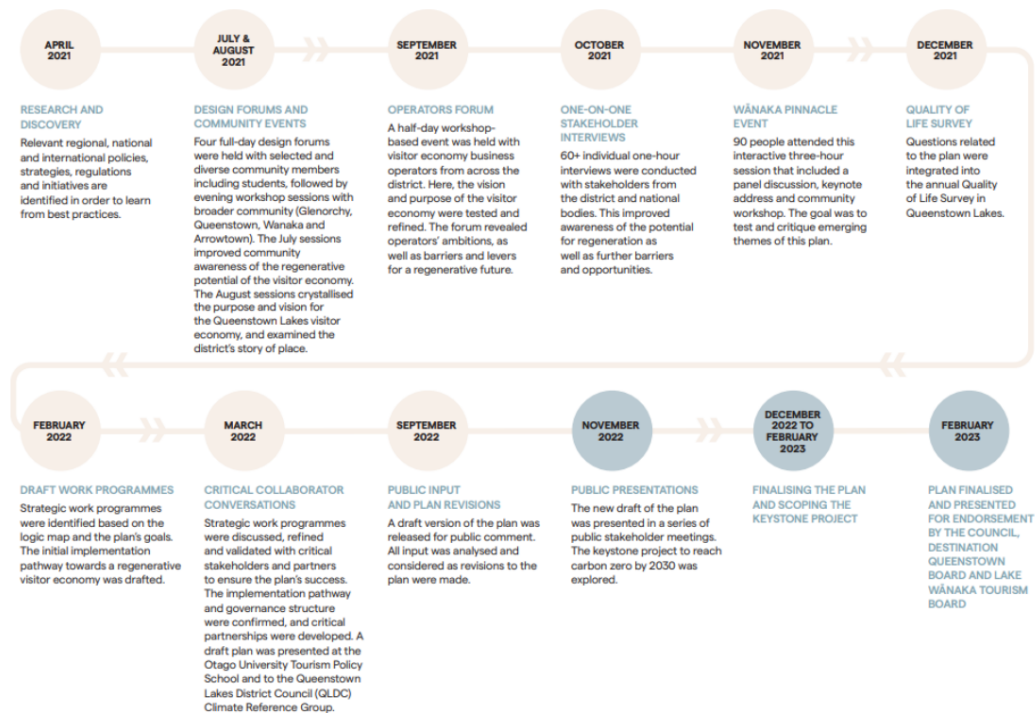 APRIL
2021
RESEARCH AND
DISCOVERY
Relevant regional, national
and international policies,
strategies, regulations
and initiatives are
identified in order to learn
from best practices.
JULY &
AUGUST
2021
DESIGN FORUMS AND
COMMUNITY EVENTS
Four full-day design forums
were held with selected and
diverse community members
including students, followed by
evening workshop sessions with
broader community (Glenorchy,
Queenstown, Wanaka and
Arrowtown). The July sessions
improved community
awareness of the regenerative
potential of the visitor economy.
The August sessions crystallised
the purpose and vision for
the Queenstown Lakes visitor
economy, and examined the
district's story of place.
SEPTEMBER
2021
OPERATORS FORUM
A half-day workshop-
based event was held with
visitor economy business
operators from across the
district. Here, the vision
and purpose of the visitor
economy were tested and
refined. The forum revealed
operators' ambitions, as
well as barriers and levers
for a regenerative future.
OCTOBER
2021
ONE-ON-ONE
STAKEHOLDER
INTERVIEWS
60+ individual one-hour
interviews were conducted
with stakeholders from
the district and national
bodies. This improved
awareness of the potential
for regeneration as
well as further barriers
and opportunities.
NOVEMBER
2021
WĀNAKA PINNACLE
EVENT
90 people attended this
interactive three-hour
session that included a
panel discussion, keynote
address and community
workshop. The goal was to
test and critique emerging
themes of this plan.
DECEMBER
2021
QUALITY OF
LIFE SURVEY
Questions related
to the plan were
integrated into
the annual Quality
of Life Survey in
Queenstown Lakes.
FEBRUARY
2022
DRAFT WORK PROGRAMMES
Strategic work programmes
were identified based on the
logic map and the plan's goals.
The initial implementation
pathway towards a regenerative
visitor economy was drafted.
MARCH
2022
CRITICAL COLLABORATOR
CONVERSATIONS
Strategic work programmes
were discussed, refined
and validated with critical
stakeholders and partners
to ensure the plan's success.
The implementation pathway
and governance structure
were confirmed, and critical
partnerships were developed. A
draft plan was presented at the
Otago University Tourism Policy
School and to the Queenstown
Lakes District Council (QLDC)
Climate Reference Group.
SEPTEMBER
2022
PUBLIC INPUT
AND PLAN REVISIONS
A draft version of the plan was
released for public comment.
All input was analysed and
considered as revisions to the
plan were made.
NOVEMBER
2022
PUBLIC PRESENTATIONS
The new draft of the plan
was presented in a series of
public stakeholder meetings.
The keystone project to reach
carbon zero by 2030 was
explored.
DECEMBER
2022 TO
FEBRUARY
2023
FINALISING THE PLAN
AND SCOPING THE
KEYSTONE PROJECT
FEBRUARY
2023
PLAN FINALISED
AND PRESENTED
FOR ENDORSEMENT
BY THE COUNCIL,
DESTINATION
QUEENSTOWN
BOARD AND LAKE
WĀNAKA TOURISM
BOARD